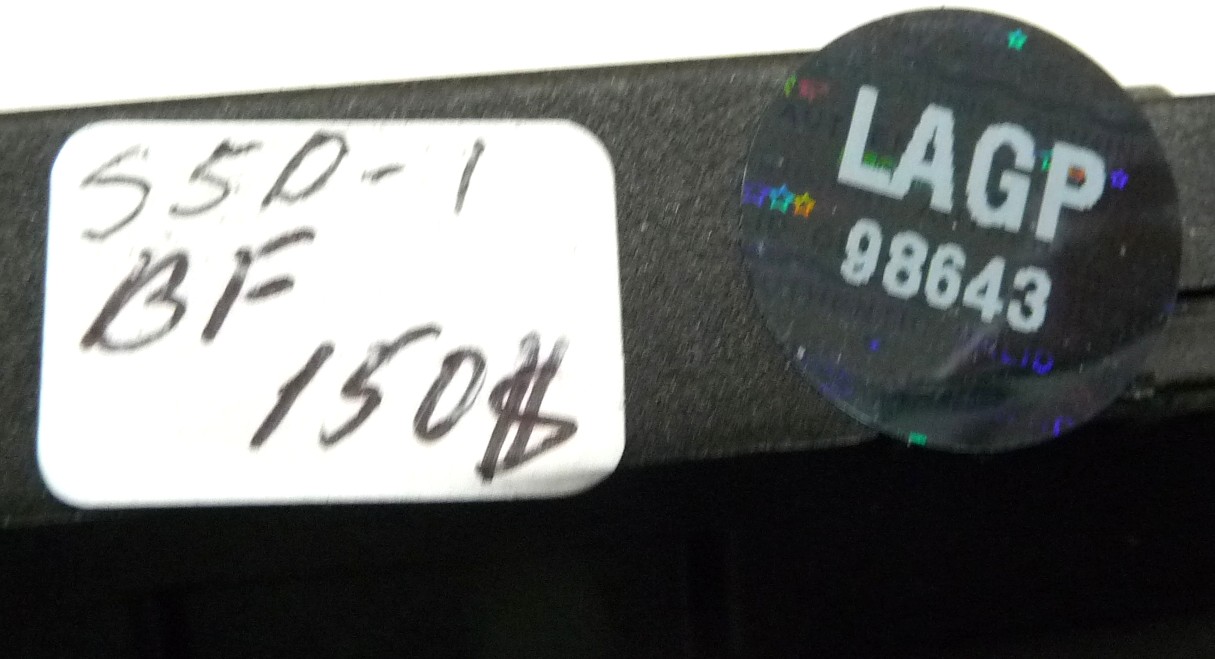 S5D-1
BF
150$
LAGP
98643